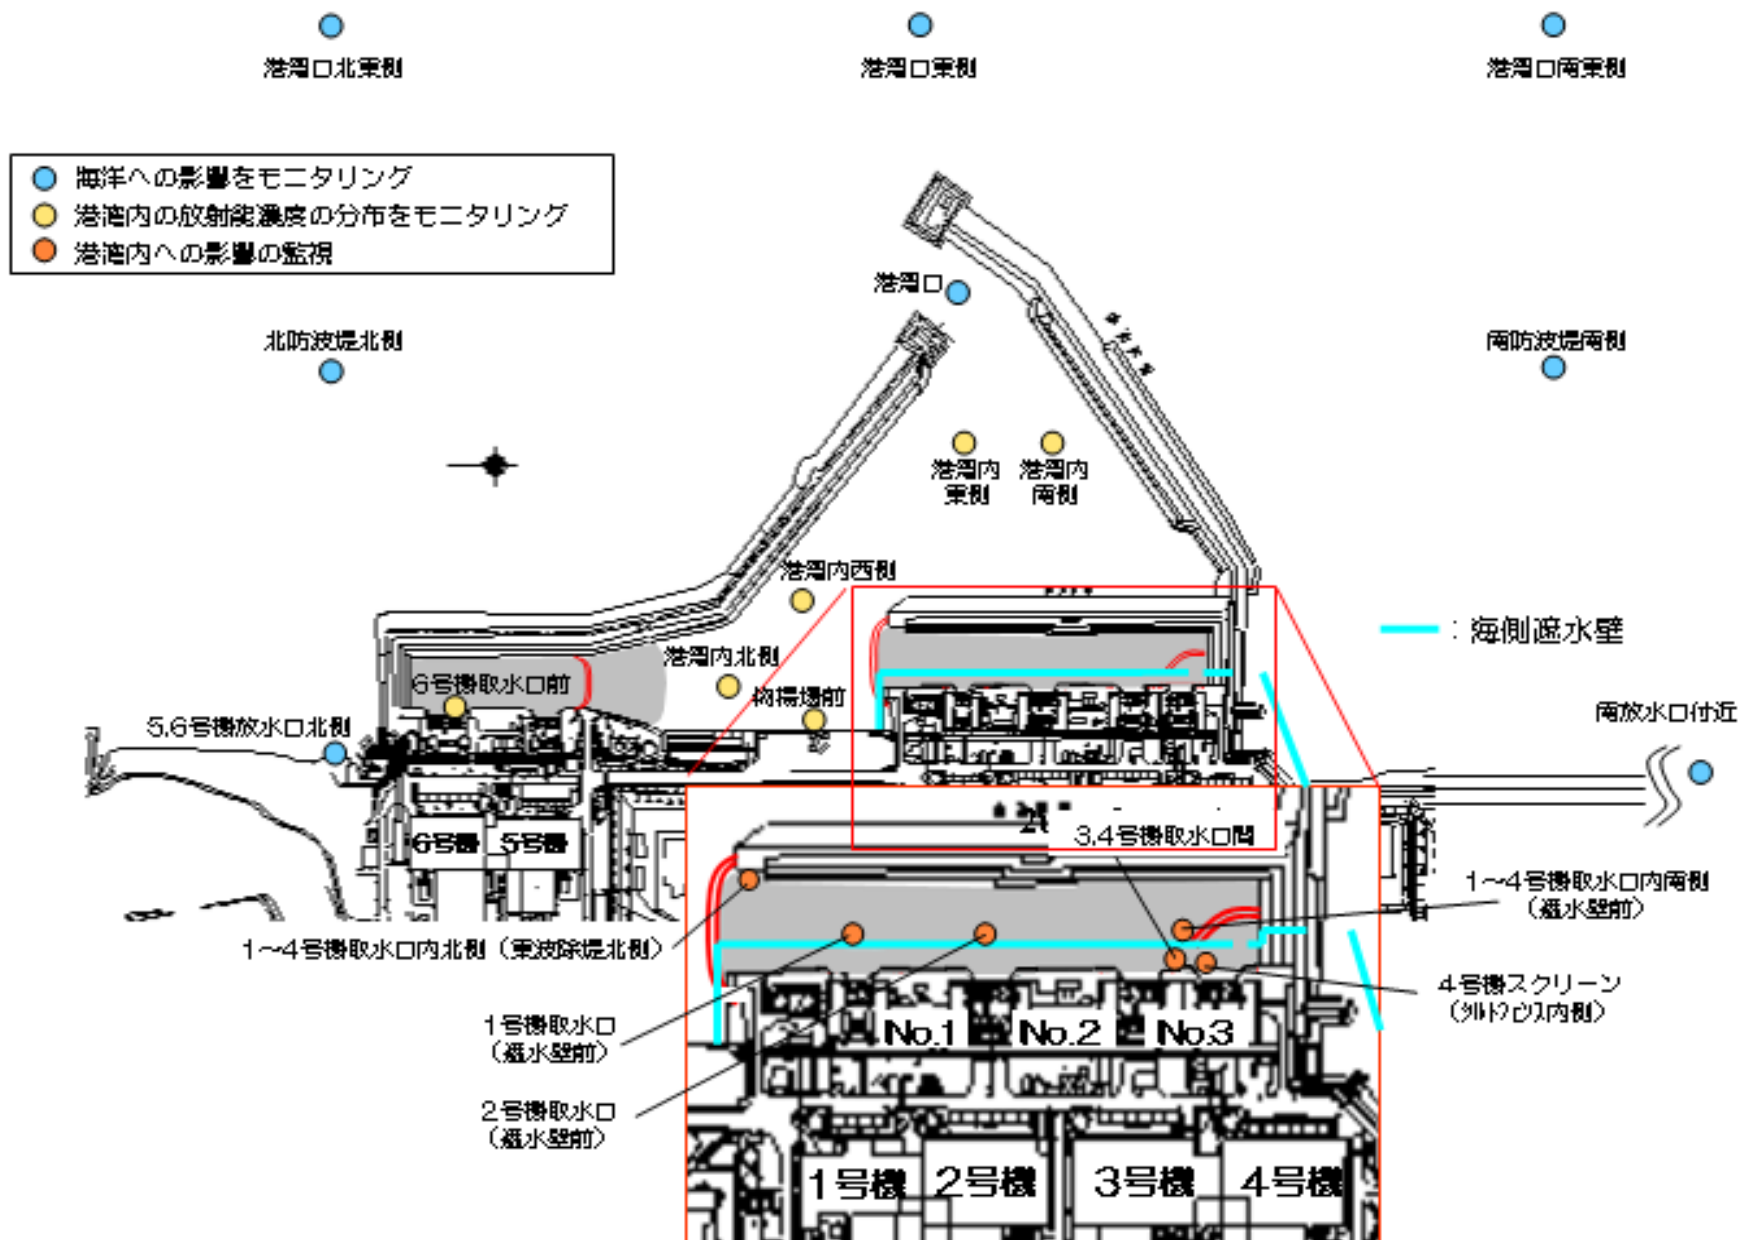 港湾口北東側
港湾口東側
港湾口南東側
海洋への影響をモニタリング
港湾内の放射能濃度の分布をモニタリング
港湾内への影響の監視
港湾口
北防波堤北側
南防波堤南側
港湾内
東側
港湾内
南側
港湾内西側
：海側遮水壁
港湾内北側
6号機取水口前
物揚場前
5,6号機放水口北側
南放水口付近
6号機
5号機
3,4号機取水口間
1～4号機取水口内南側
（遮水壁前）
1～4号機取水口内北側（東波除堤北側）
4号機スクリーン
（シルトフェンス内側）
1号機取水口
（遮水壁前）
No.1
No.2
No.3
2号機取水口
（遮水壁前）
1号機
2号機
3号機
4号機